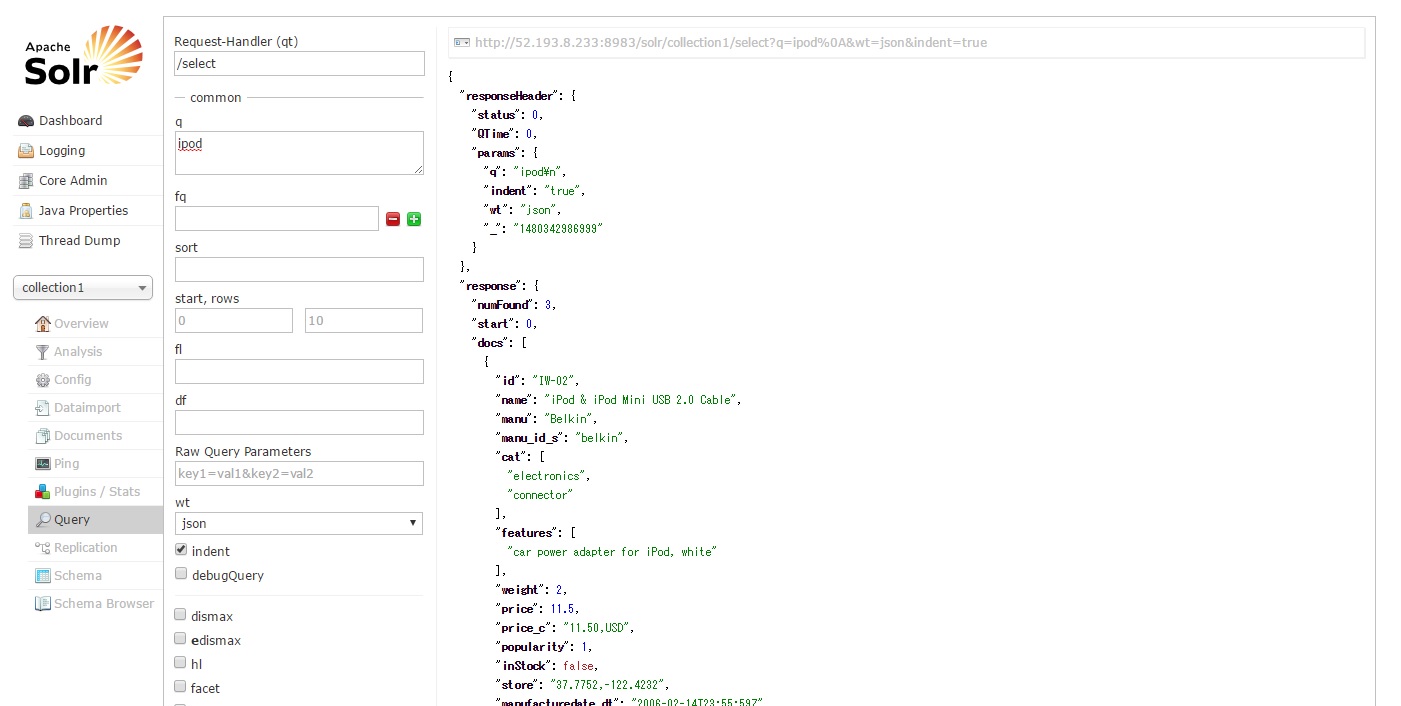 Apache
Solr
Dashboard
Logging
Core Admin
Java Properties
Thread Dump
collection1
Overview
Analysis
Config
Dataimport
Documents
Ping
Plugins / Stats
Query
Replication
Schema
Schema Browser
Request-Handler (qt)
/select
common
q
ipod
fq
sort
start, rows
0
10
fl
df
Raw Query Parameters
key1=val1&key2=val2
wt
json
indent
debugQuery
dismax
edismax
hl
facet
http://52.193.8.233:8983/solr/collection1/select?q=ipod%0A&wt=json&indent=true
{
"responseHeader": {
"status": 0,
"QTime": 0,
"params": {
"q": "ipod¥n",
"indent": "true",
"wt": "json",
"_": "1480342986999"
}
},
"response": {
"numFound": 3,
"start": 0,
"docs": [
{
"id": "IW-02",
"name": "iPod & iPod Mini USB 2.0 Cable",
"manu": "Belkin",
"manu_id_s": "belkin",
"cat": [
"electronics",
"connector"
],
"features": [
"car power adapter for iPod, white"
],
"weight": 2,
"price": 11.5,
"price_c": "11.50,USD",
"popularity": 1,
"inStock": false,
"store": "37.7752,-122.4232",
"manufacturedate_dt": "2006-02-14T23:55:59Z"